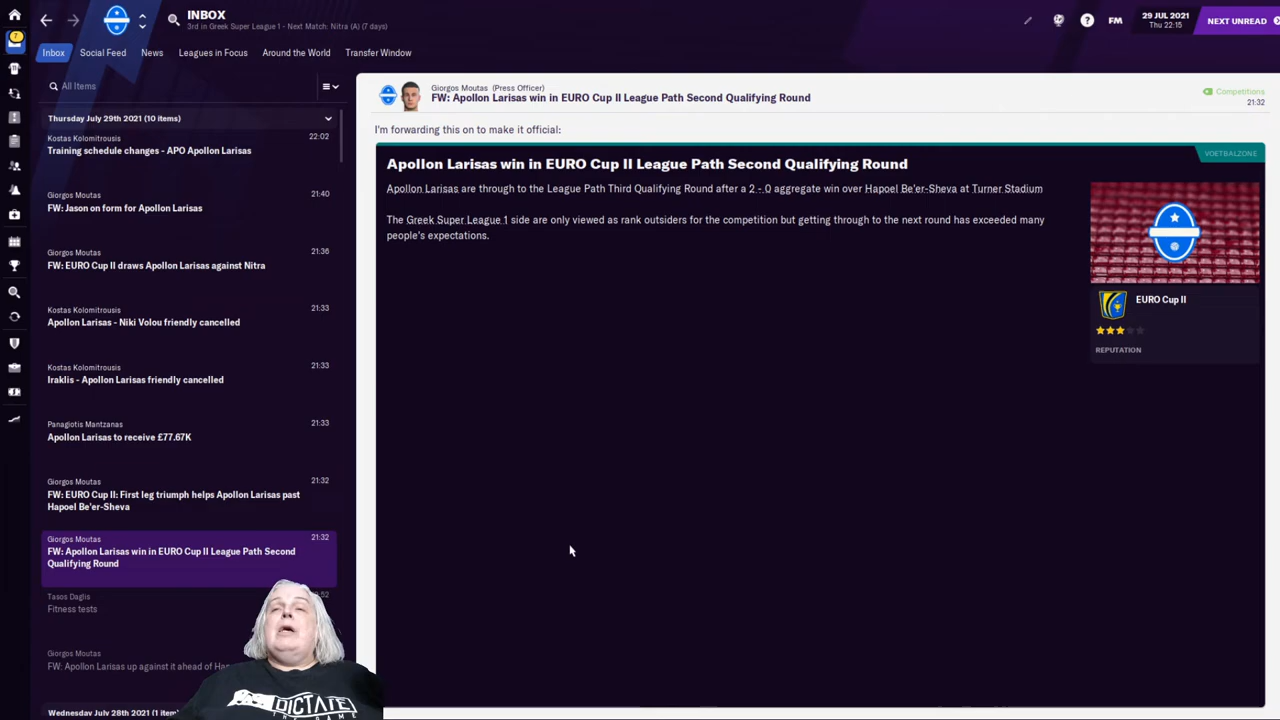 INBOX
3rd in Greek Super League 1 - Next Match: Nitra (A) (7 days)
7
FM
29 JUL 2021
Thu 22:15
NEXT UNREAD
Inbox
Social Feed
News
Leagues in Focus
Around the World
Transfer Window
All Items
Thursday July 29th 2021 (10 items)
Kostas Kolomitrousis
22:02
Training schedule changes - APO Apollon Larisas
Giorgos Moutas
21:40
FW: Jason on form for Apollon Larisas
Giorgos Moutas
21:36
FW: EURO Cup II draws Apollon Larisas against Nitra
Kostas Kolomitrousis
21:33
Apollon Larisas - Niki Volou friendly cancelled
Kostas Kolomitrousis
21:33
Iraklis - Apollon Larisas friendly cancelled
Panagiotis Mantzanas
21:33
Apollon Larisas to receive £77.67K
Giorgos Moutas
21:32
FW: EURO Cup II: First leg triumph helps Apollon Larisas past
Hapoel Be'er-Sheva
Giorgos Moutas
21:32
FW: Apollon Larisas win in EURO Cup II League Path Second
Qualifying Round
Tasos Daglis
:52
Fitness tests
Giorgos Moutas
FW: Apollon Larisas up against it ahead of Ha
Wednesday July 28th 2021 (1 item)
Giorgos Moutas (Press Officer)
FW: Apollon Larisas win in EURO Cup II League Path Second Qualifying Round
Competitions
21:32
I'm forwarding this on to make it official:
VOETBALZONE
Apollon Larisas win in EURO Cup II League Path Second Qualifying Round
Apollon Larisas are through to the League Path Third Qualifying Round after a 2 - 0 aggregate win over Hapoel Be'er-Sheva at Turner Stadium
The Greek Super League 1 side are only viewed as rank outsiders for the competition but getting through to the next round has exceeded many
people's expectations.
EURO Cup II
REPUTATION
DICTATE
THE GAME